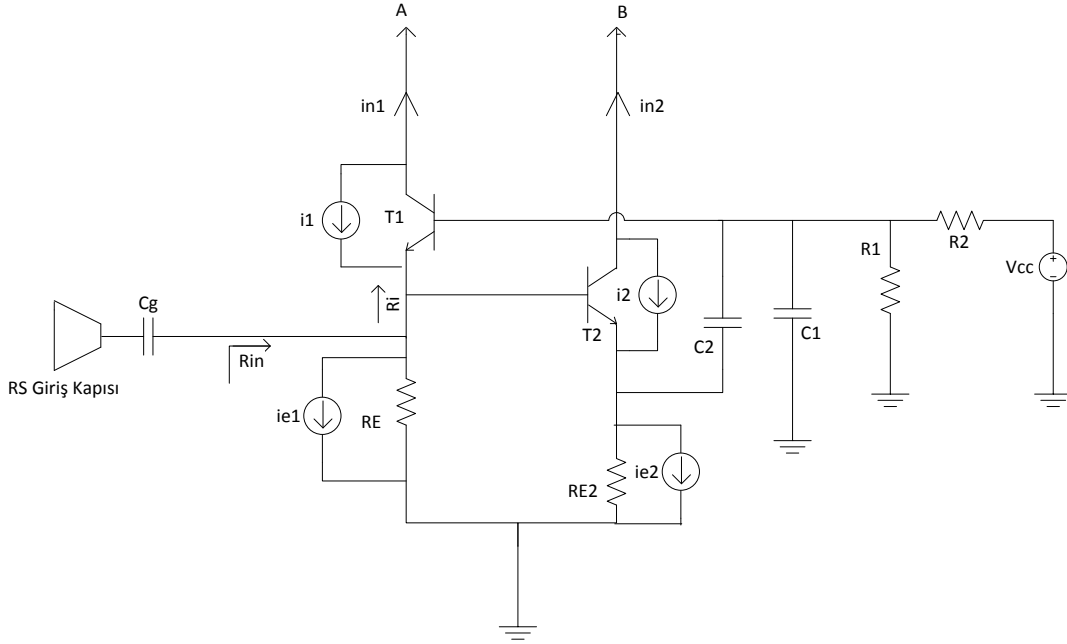 A
B
in1
in2
i1
T1
R1
R2
Vcc
+
−
Ri
i2
T2
C2
C1
Cg
Rin
RS Giriş Kapısı
ie1
RE
RE2
ie2